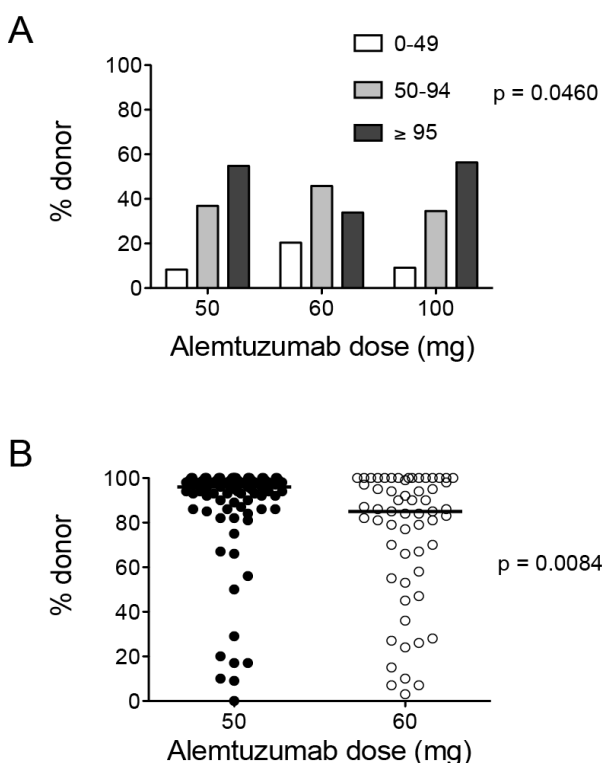 A
0-49
50-94
≥ 95
p = 0.0460
% donor
100
80
60
40
20
0
50 60 100
Alemtuzumab dose (mg)
B
% donor
100
80
60
40
20
0
p = 0.0084
50 60
Alemtuzumab dose (mg)